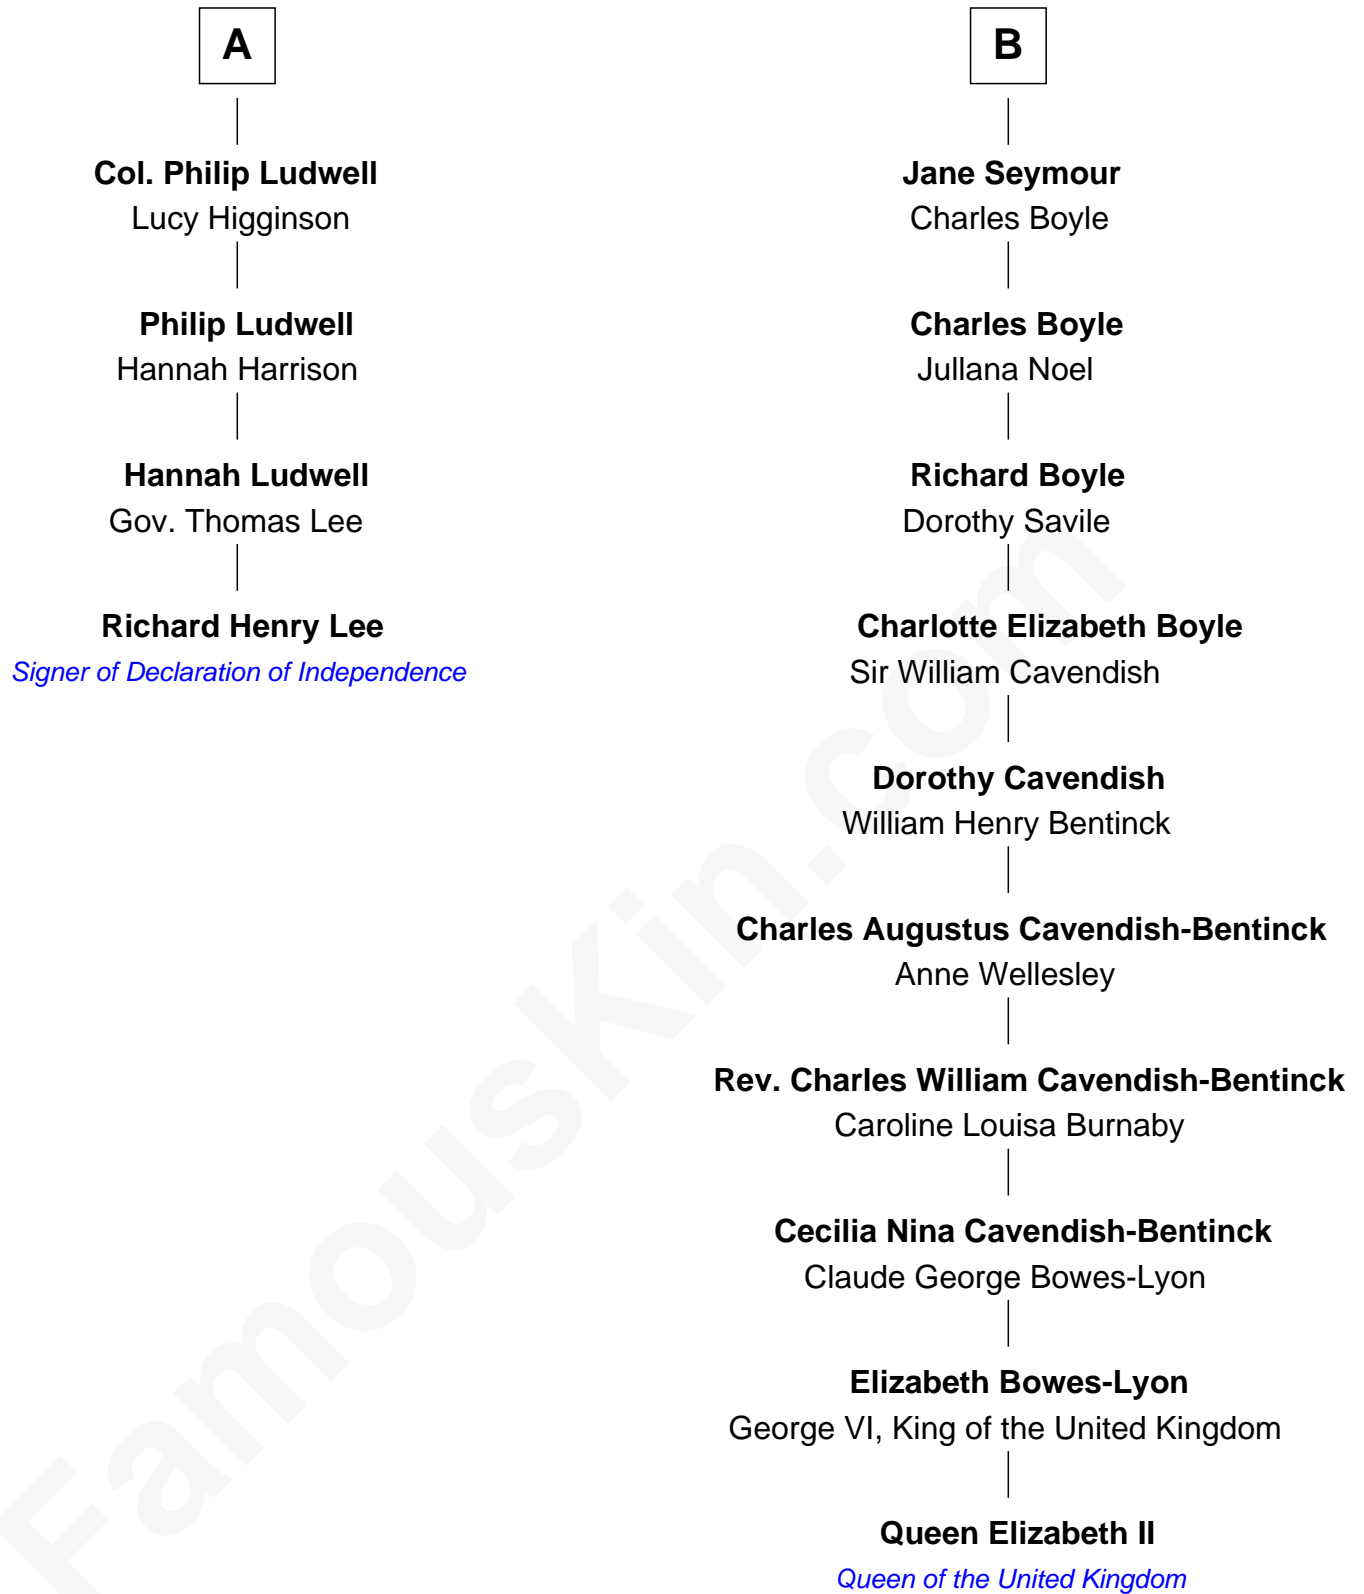 A
Col. Philip Ludwell
Lucy Higginson
Philip Ludwell
Hannah Harrison
Hannah Ludwell
Gov. Thomas Lee
Richard Henry Lee
Signer of Declaration of Independence
B
Jane Seymour
Charles Boyle
Charles Boyle
Jullana Noel
Richard Boyle
Dorothy Savile
Charlotte Elizabeth Boyle
Sir William Cavendish
Dorothy Cavendish
William Henry Bentinck
Charles Augustus Cavendish-Bentinck
Anne Wellesley
Rev. Charles William Cavendish-Bentinck
Caroline Louisa Burnaby
Cecilia Nina Cavendish-Bentinck
Claude George Bowes-Lyon
Elizabeth Bowes-Lyon
George VI, King of the United Kingdom
Queen Elizabeth II
Queen of the United Kingdom
FamousKin.com